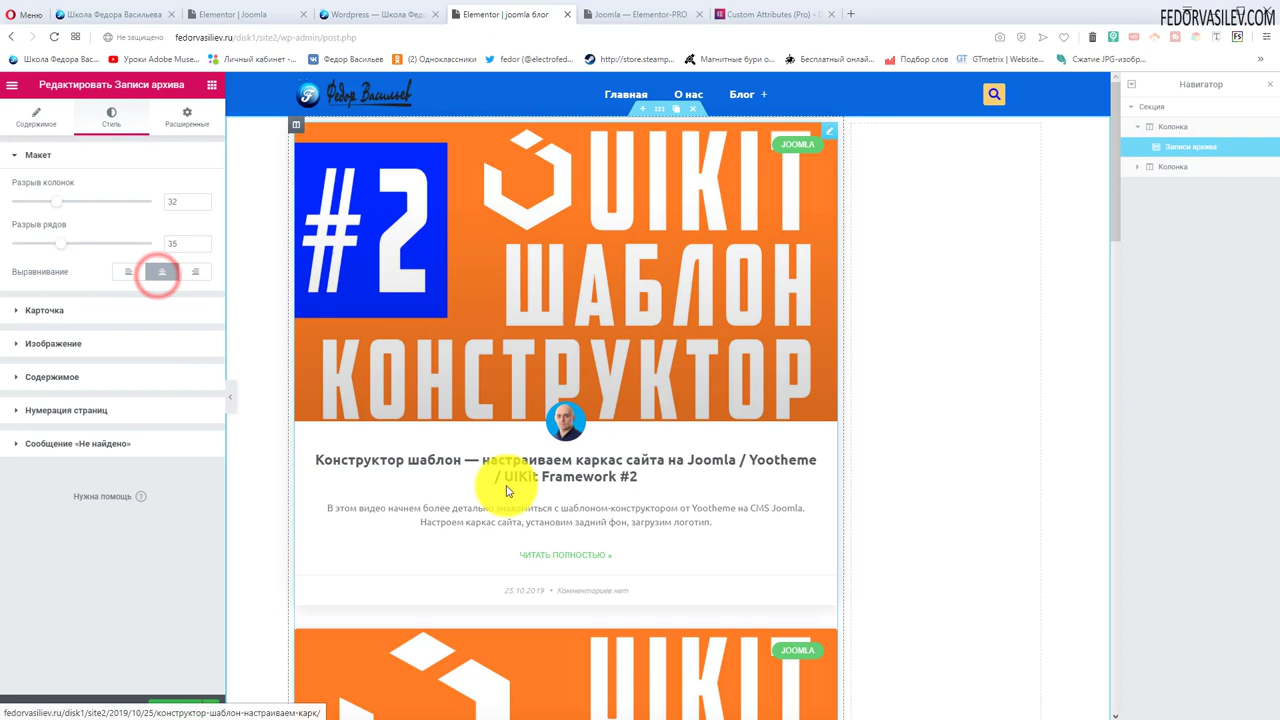 Меню
Школа Федора Васильева
Elementor | Joomla
Wordpress — Школа Фед
Elementor | joomla блог
Joomla — Elementor-PRO
Custom Attributes (Pro) - D
FEDORVASILEV.COM
Не защищено
fedorvasiliev.ru/disk1/site2/wp-admin/post.php
Школа Федора Вас...
Уроки Adobe Muse...
Личный кабинет -...
Федор Васильев
(2) Одноклассники
fedor (@electrofed...
http://store.steamp...
Магнитные бури о...
Бесплатный онлай...
Подбор слов
GTmetrix | Website...
Сжатие JPG-изобр...
Редактировать Записи архива
Содержимое
Стиль
Расширенные
Макет
Разрыв колонок
32
Разрыв рядов
35
Выравнивание
Карточка
Изображение
Содержимое
Нумерация страниц
Сообщение «Не найдено»
Нужна помощь
Федор Васильев
Главная
О нас
Блог +
JOOMLA
#2
UIKIT
ШАБЛОН
КОНСТРУКТОР
Конструктор шаблон — настраиваем каркас сайта на Joomla / Yootheme
/ UIKit Framework #2
В этом видео начнем более детально знакомиться с шаблоном-конструктором от Yootheme на CMS Joomla.
Настроем каркас сайта, установим задний фон, загрузим логотип.
ЧИТАТЬ ПОЛНОСТЬЮ »
25.10.2019 • Комментариев нет
JOOMLA
Навигатор
Секция
Колонка
Записи архива
Колонка
fedorvasiliev.ru/disk1/site2/2019/10/25/конструктор-шаблон-настраиваем-карк/